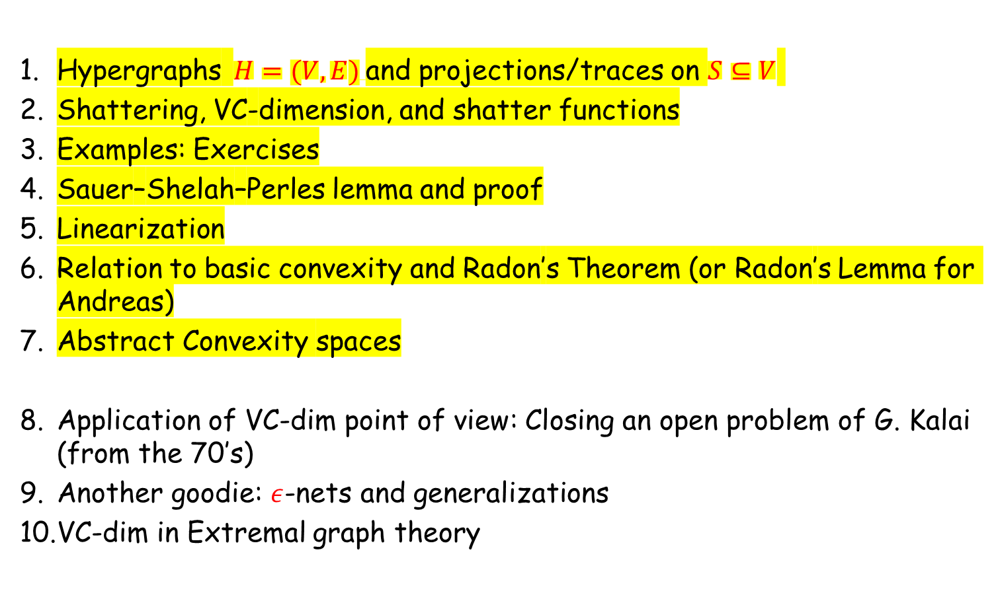 1. Hypergraphs H = (V, E) and projections/traces on S ⊆ V
2. Shattering, VC-dimension, and shatter functions
3. Examples: Exercises
4. Sauer–Shelah–Perles lemma and proof
5. Linearization
6. Relation to basic convexity and Radon’s Theorem (or Radon’s Lemma for
Andreas)
7. Abstract Convexity spaces
8. Application of VC-dim point of view: Closing an open problem of G. Kalai
(from the 70’s)
9. Another goodie: ϵ-nets and generalizations
10. VC-dim in Extremal graph theory